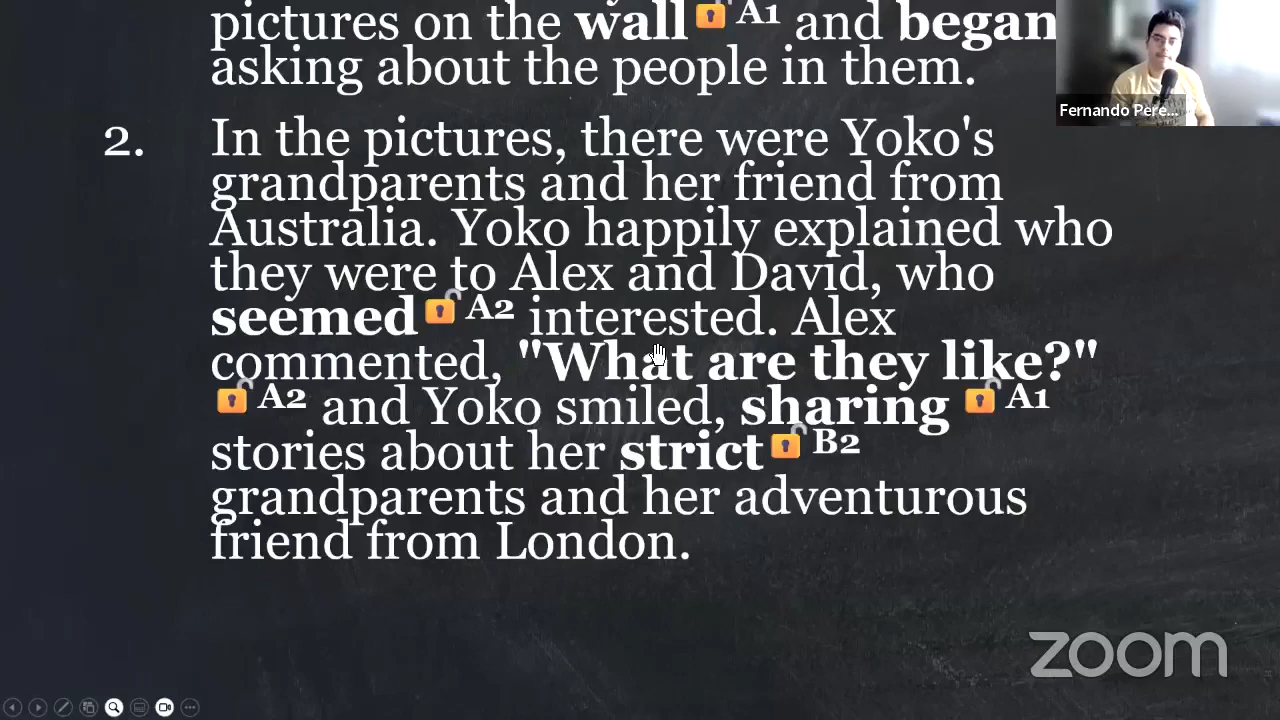 pictures on the wall A1 and began
asking about the people in them.
Fernando Pere...
2. In the pictures, there were Yoko's
grandparents and her friend from
Australia. Yoko happily explained who
they were to Alex and David, who
seemed A2 interested. Alex
commented, "What are they like?"
A2 and Yoko smiled, sharing A1
stories about her strict B2
grandparents and her adventurous
friend from London.
zoom